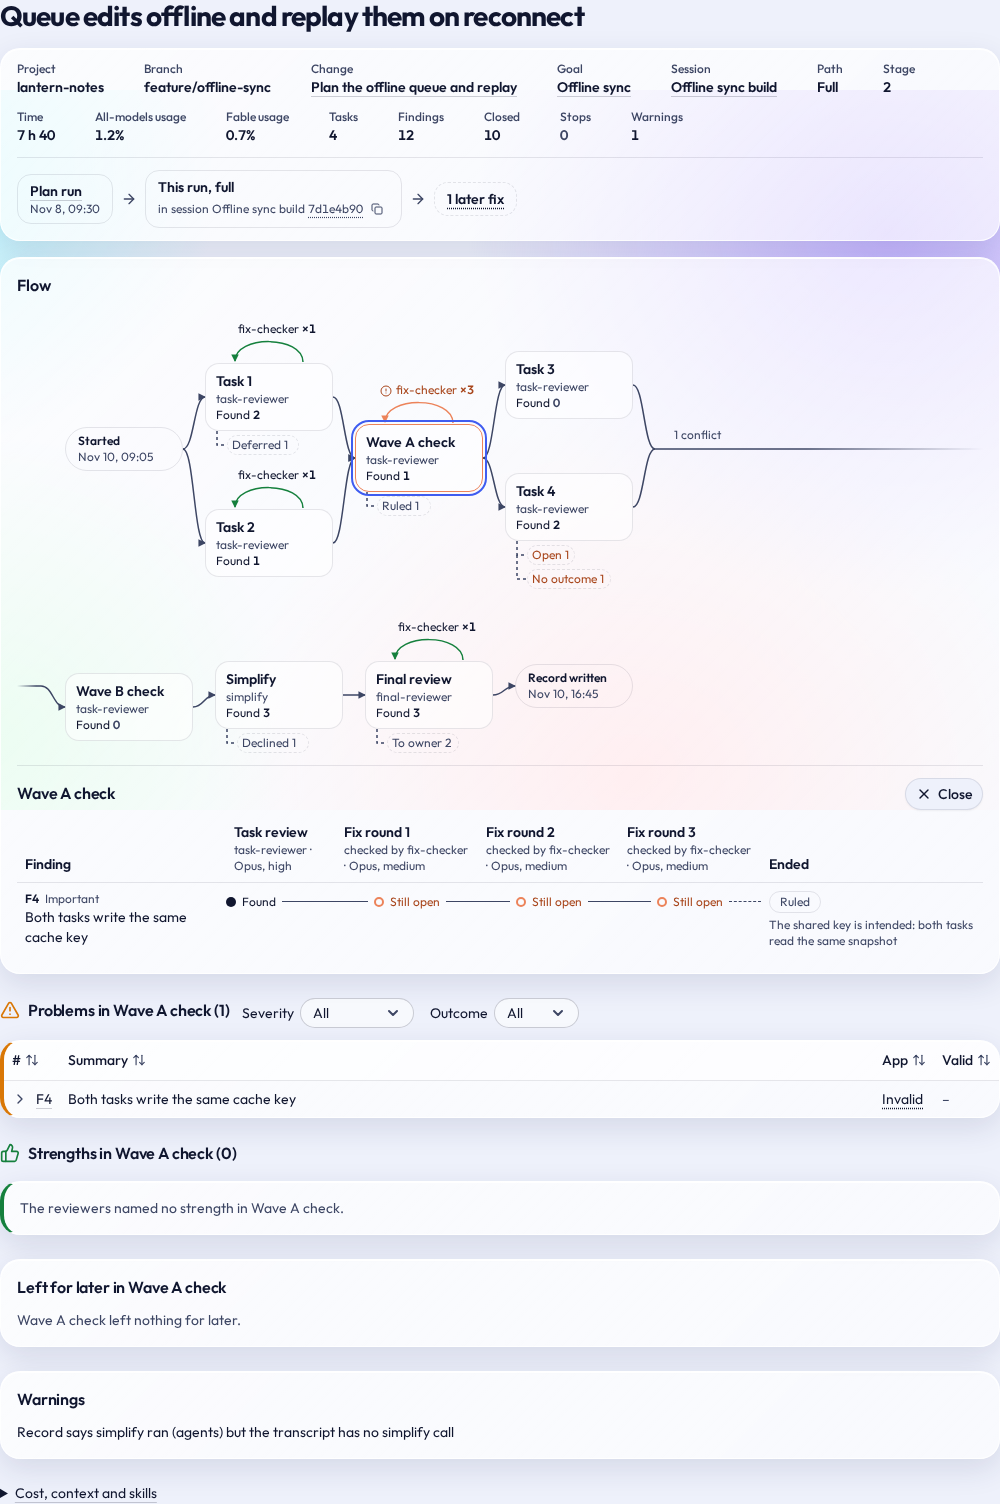 Queue edits offline and replay them on reconnect
Project Branch Change Goal Session Path Stage
lantern-notes feature/offline-sync Plan the offline queue and replay Offline sync Offline sync build Full 2
Time All-models usage Fable usage Tasks Findings Closed Stops Warnings
7 h 40 1.2% 0.7% 4 12 10 0 1
Plan run
Nov 8, 09:30
This run, full
in session Offline sync build 7d1e4b90
1 later fix
Flow
Started
Nov 10, 09:05
fix-checker ×1
Task 1
task-reviewer
Found 2
Deferred 1
fix-checker ×1
Task 2
task-reviewer
Found 1
fix-checker ×3
Wave A check
task-reviewer
Found 1
Ruled 1
Task 3
task-reviewer
Found 0
Task 4
task-reviewer
Found 2
Open 1
No outcome 1
1 conflict
Wave B check
task-reviewer
Found 0
Simplify
simplify
Found 3
Declined 1
fix-checker ×1
Final review
final-reviewer
Found 3
To owner 2
Record written
Nov 10, 16:45
Wave A check
Close
Finding
Task review
task-reviewer ·
Opus, high
Fix round 1
checked by fix-checker
· Opus, medium
Fix round 2
checked by fix-checker
· Opus, medium
Fix round 3
checked by fix-checker
· Opus, medium
Ended
F4 Important
Both tasks write the same
cache key
Found Still open Still open Still open
Ruled
The shared key is intended: both tasks
read the same snapshot
Problems in Wave A check (1) Severity All Outcome All
# Summary App Valid
F4 Both tasks write the same cache key Invalid –
Strengths in Wave A check (0)
The reviewers named no strength in Wave A check.
Left for later in Wave A check
Wave A check left nothing for later.
Warnings
Record says simplify ran (agents) but the transcript has no simplify call
Cost, context and skills